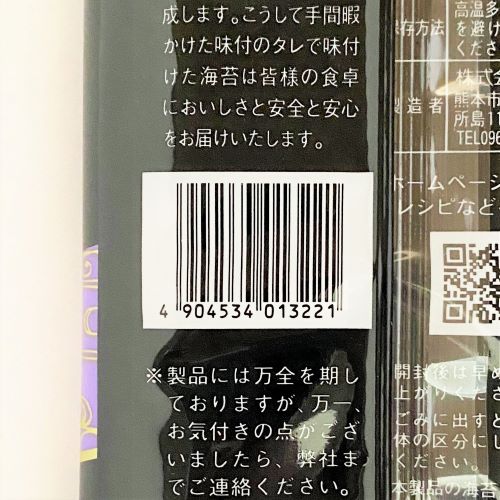 成します。こうして手間暇
かけた味付のタレで味付
けた海苔は皆様の食卓
においしさと安全と安心
をお届けいたします。
4 904534 013221
※製品には万全を期し
ておりますが、万一、
お気付きの点がござ
いましたら、弊社ま
でご連絡ください。
高温多
保存方法 を避け
くださ
株式会
製造者 熊本市
所島11
TEL096
ホームページ
レシピなど
開封後は早め
上がりくださ
ごみに出すと
体の区分にし
ください。
本製品の海苔